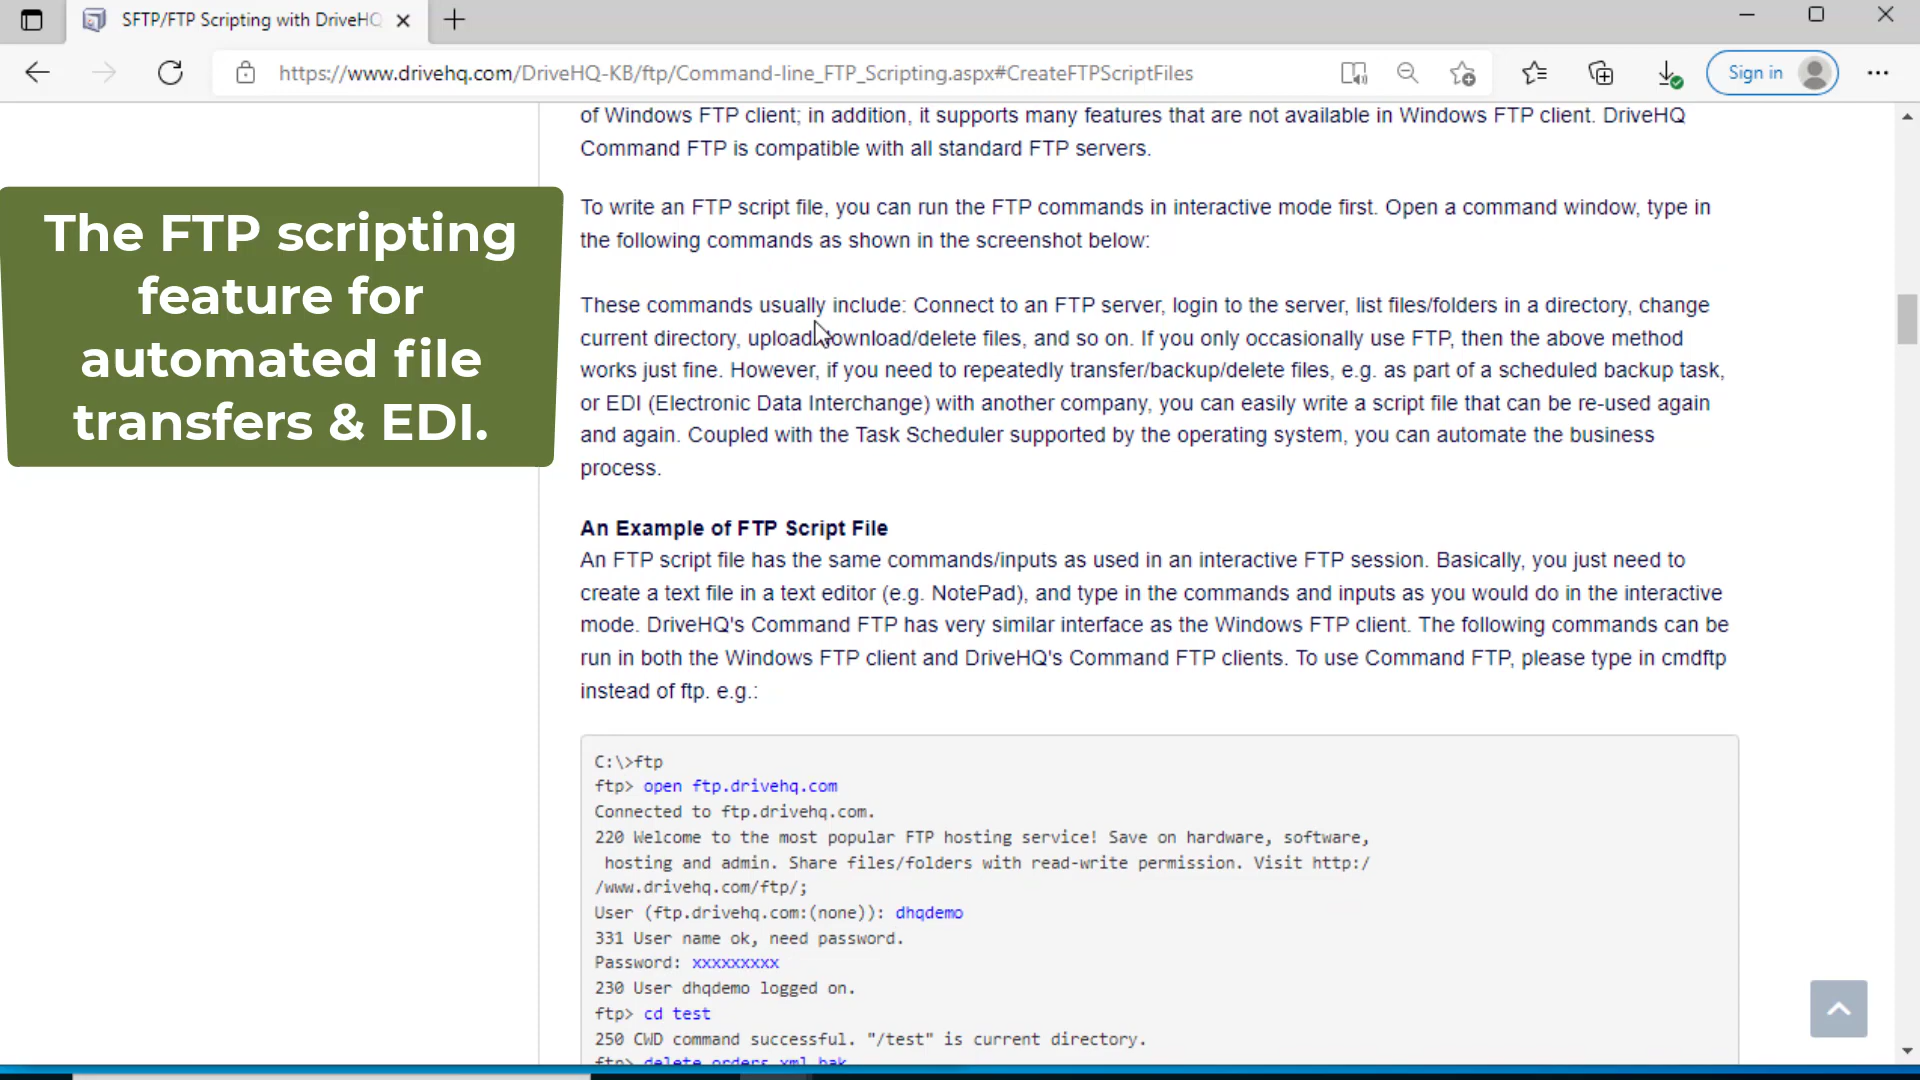 SFTP/FTP Scripting with DriveHQ
https://www.drivehq.com/DriveHQ-KB/ftp/Command-line_FTP_Scripting.aspx#CreateFTPScriptFiles
Sign in
The FTP scripting
feature for
automated file
transfers & EDI.
of Windows FTP client; in addition, it supports many features that are not available in Windows FTP client. DriveHQ
Command FTP is compatible with all standard FTP servers.
To write an FTP script file, you can run the FTP commands in interactive mode first. Open a command window, type in
the following commands as shown in the screenshot below:
These commands usually include: Connect to an FTP server, login to the server, list files/folders in a directory, change
current directory, upload/download/delete files, and so on. If you only occasionally use FTP, then the above method
works just fine. However, if you need to repeatedly transfer/backup/delete files, e.g. as part of a scheduled backup task,
or EDI (Electronic Data Interchange) with another company, you can easily write a script file that can be re-used again
and again. Coupled with the Task Scheduler supported by the operating system, you can automate the business
process.
An Example of FTP Script File
An FTP script file has the same commands/inputs as used in an interactive FTP session. Basically, you just need to
create a text file in a text editor (e.g. NotePad), and type in the commands and inputs as you would do in the interactive
mode. DriveHQ's Command FTP has very similar interface as the Windows FTP client. The following commands can be
run in both the Windows FTP client and DriveHQ's Command FTP clients. To use Command FTP, please type in cmdftp
instead of ftp. e.g.:
C:\>ftp
ftp> open ftp.drivehq.com
Connected to ftp.drivehq.com.
220 Welcome to the most popular FTP hosting service! Save on hardware, software,
hosting and admin. Share files/folders with read-write permission. Visit http:/
/www.drivehq.com/ftp/;
User (ftp.drivehq.com:(none)): dhqdemo
331 User name ok, need password.
Password: xxxxxxxxx
230 User dhqdemo logged on.
ftp> cd test
250 CWD command successful. "/test" is current directory.
ftp> delete orders.xml.bak